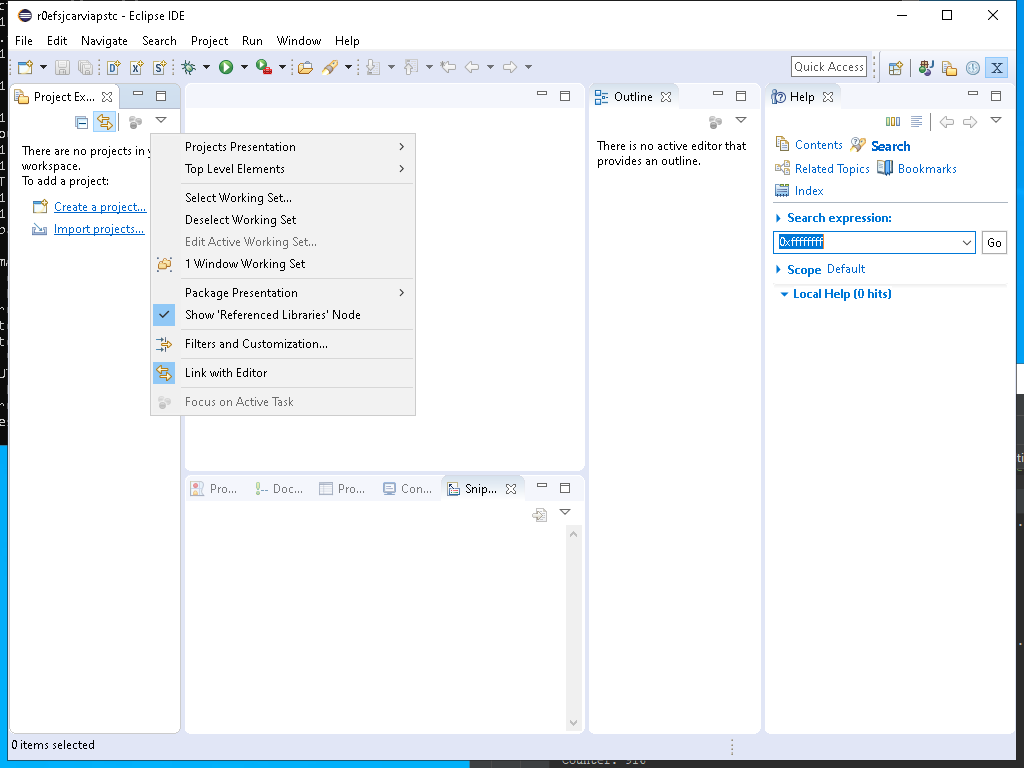 r0efsjcarviapstc - Eclipse IDE
File Edit Navigate Search Project Run Window Help
Quick Access
Project Ex...
There are no projects in
workspace.
To add a project:
Create a project...
Import projects...
Projects Presentation
Top Level Elements
Select Working Set...
Deselect Working Set
Edit Active Working Set...
1 Window Working Set
Package Presentation
Show 'Referenced Libraries' Node
Filters and Customization...
Link with Editor
Focus on Active Task
Pro... Doc... Pro... Con... Snip...
Outline
There is no active editor that
provides an outline.
Help
Contents Search
Related Topics Bookmarks
Index
Search expression:
0xffffffff Go
Scope Default
Local Help (0 hits)
0 items selected